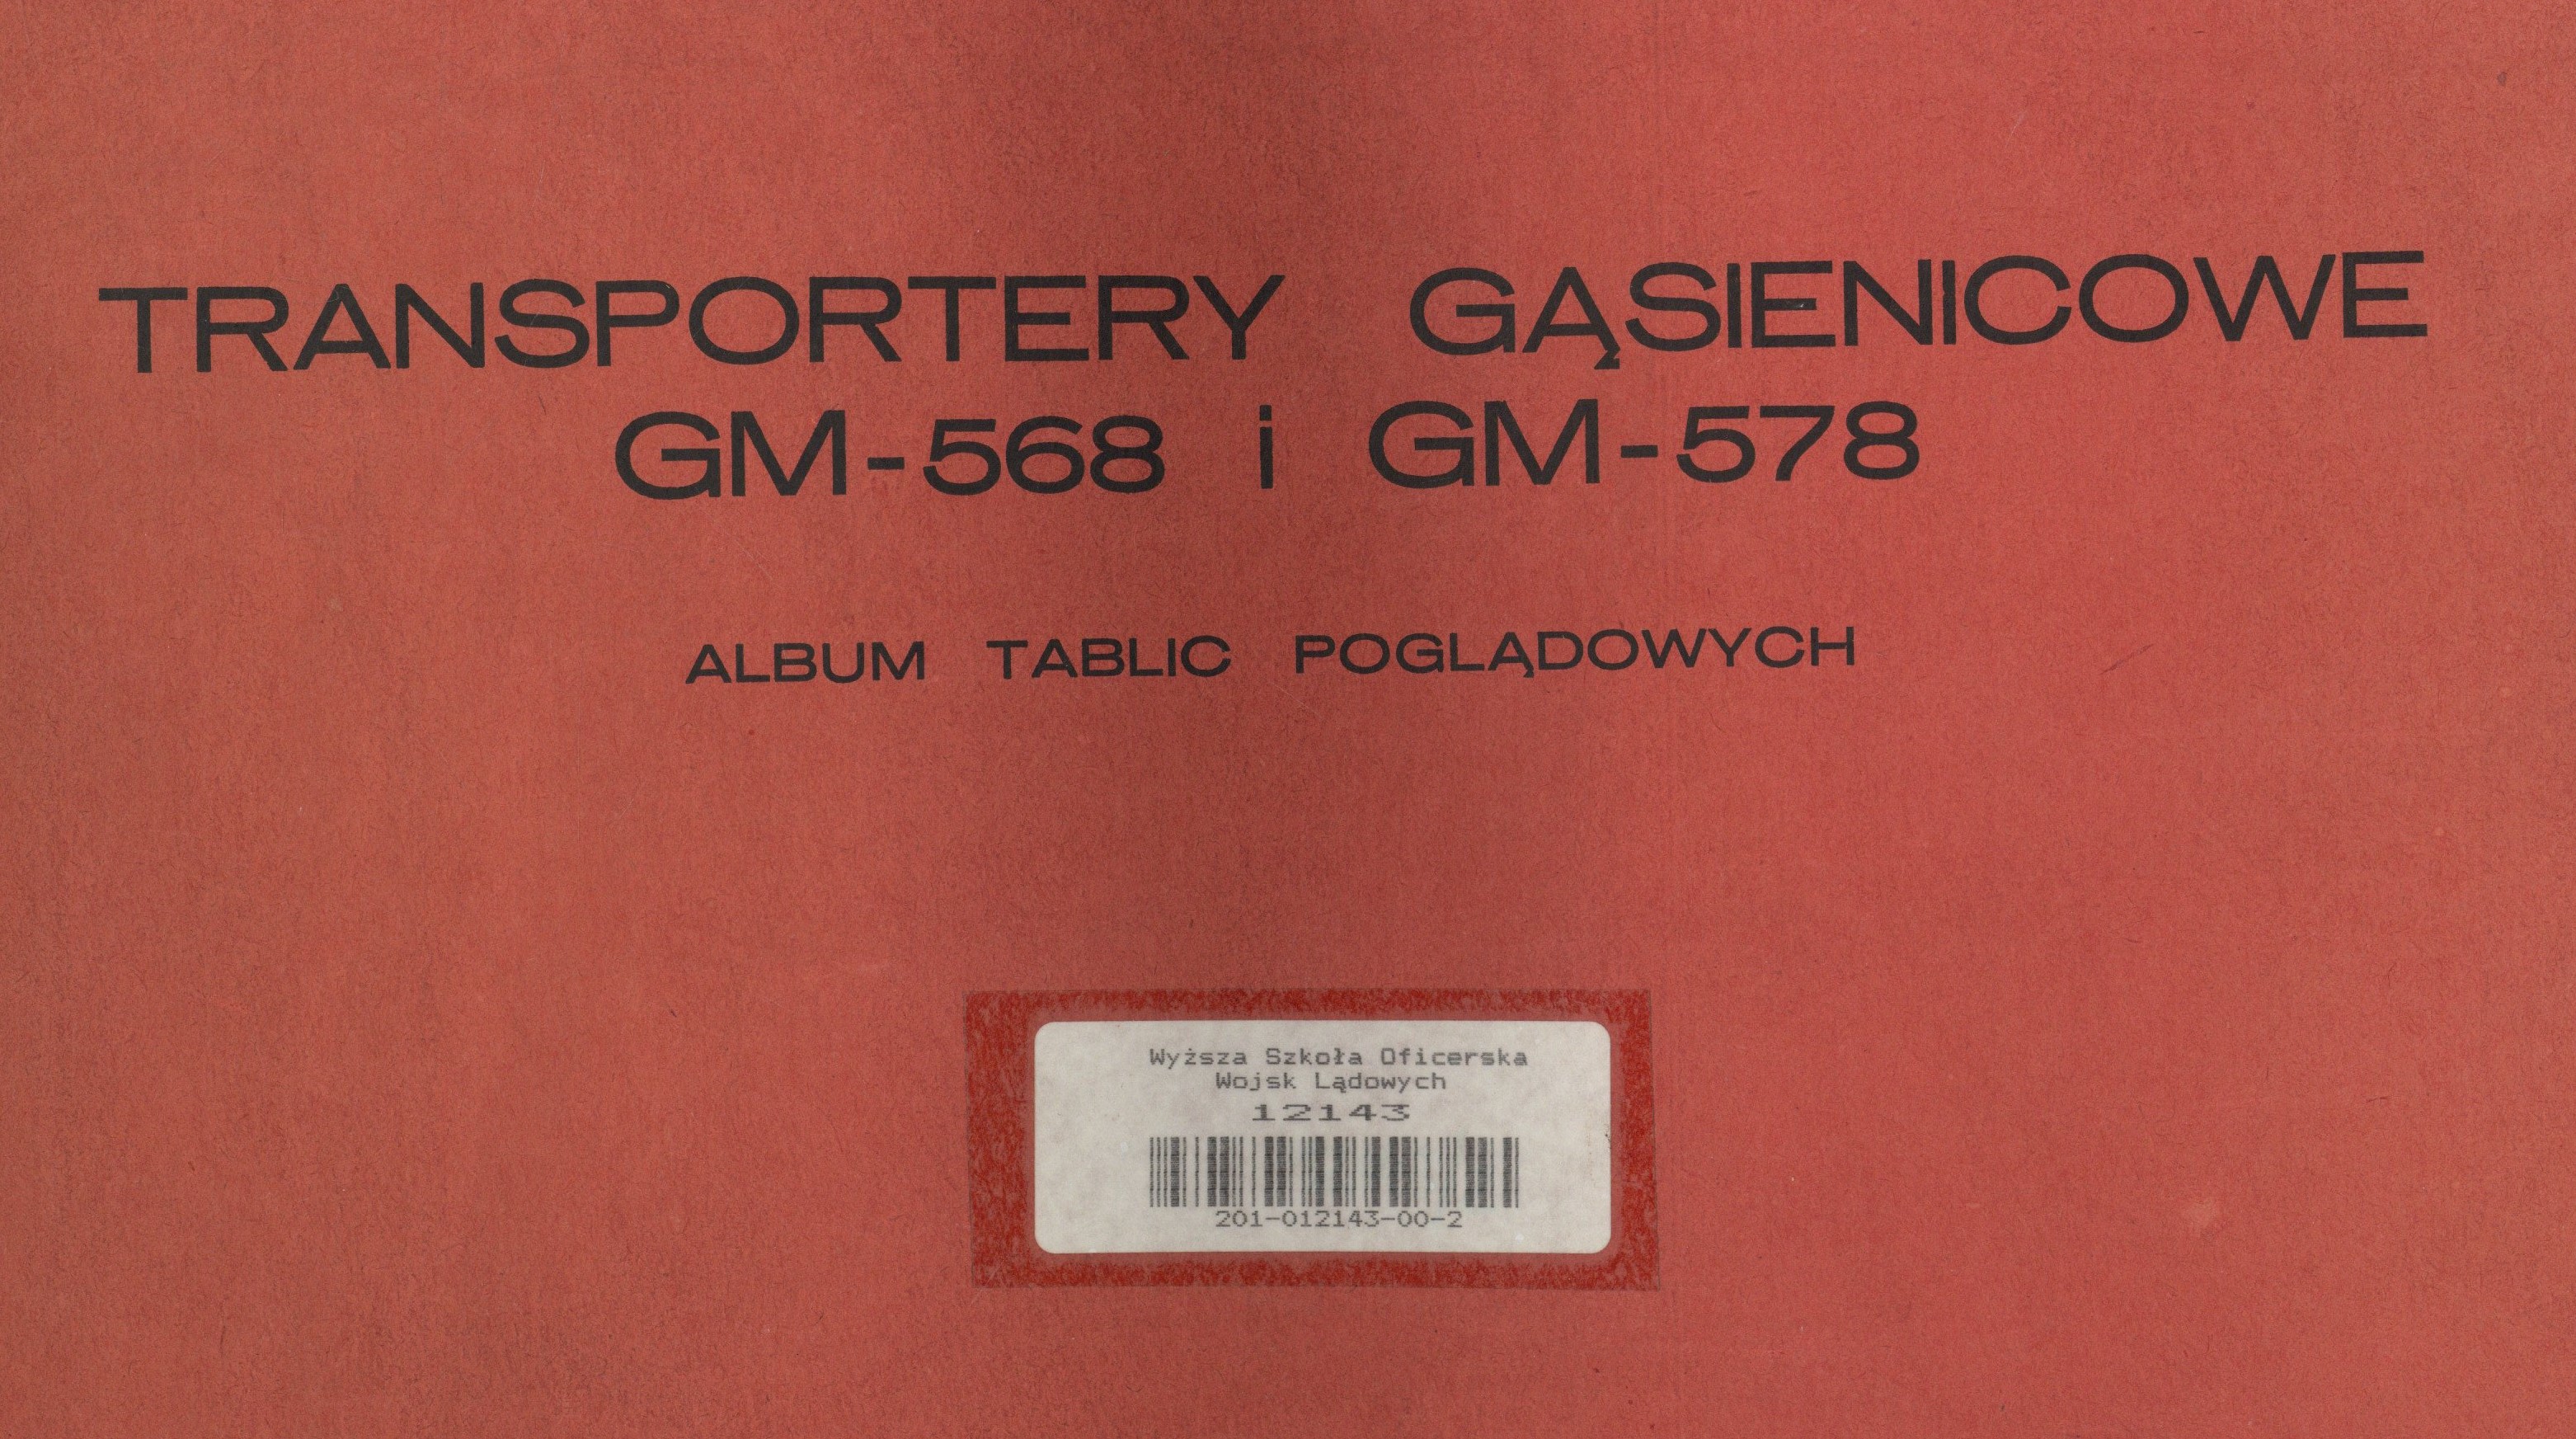 TRANSPORTERY GĄSIENICOWE
GM-568 i GM-578
ALBUM TABLIC POGLĄDOWYCH
Wyższa Szkoła Oficerska
Wojsk Lądowych
12143
201-012143-00-2